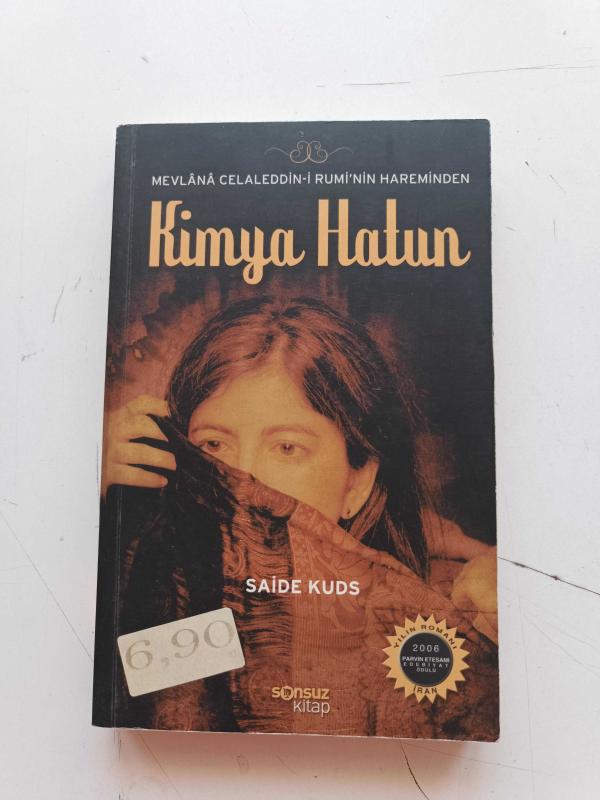 MEVLÂNÂ CELALEDDİN-İ RUMİ'NİN HAREMİNDEN
Kimya Hatun
SAİDE KUDS
6,90
YILIN ROMANI
2006
PARVIN ETESAMI
EDEBİYAT
ÖDÜLÜ
İRAN
sonsuz
kitap